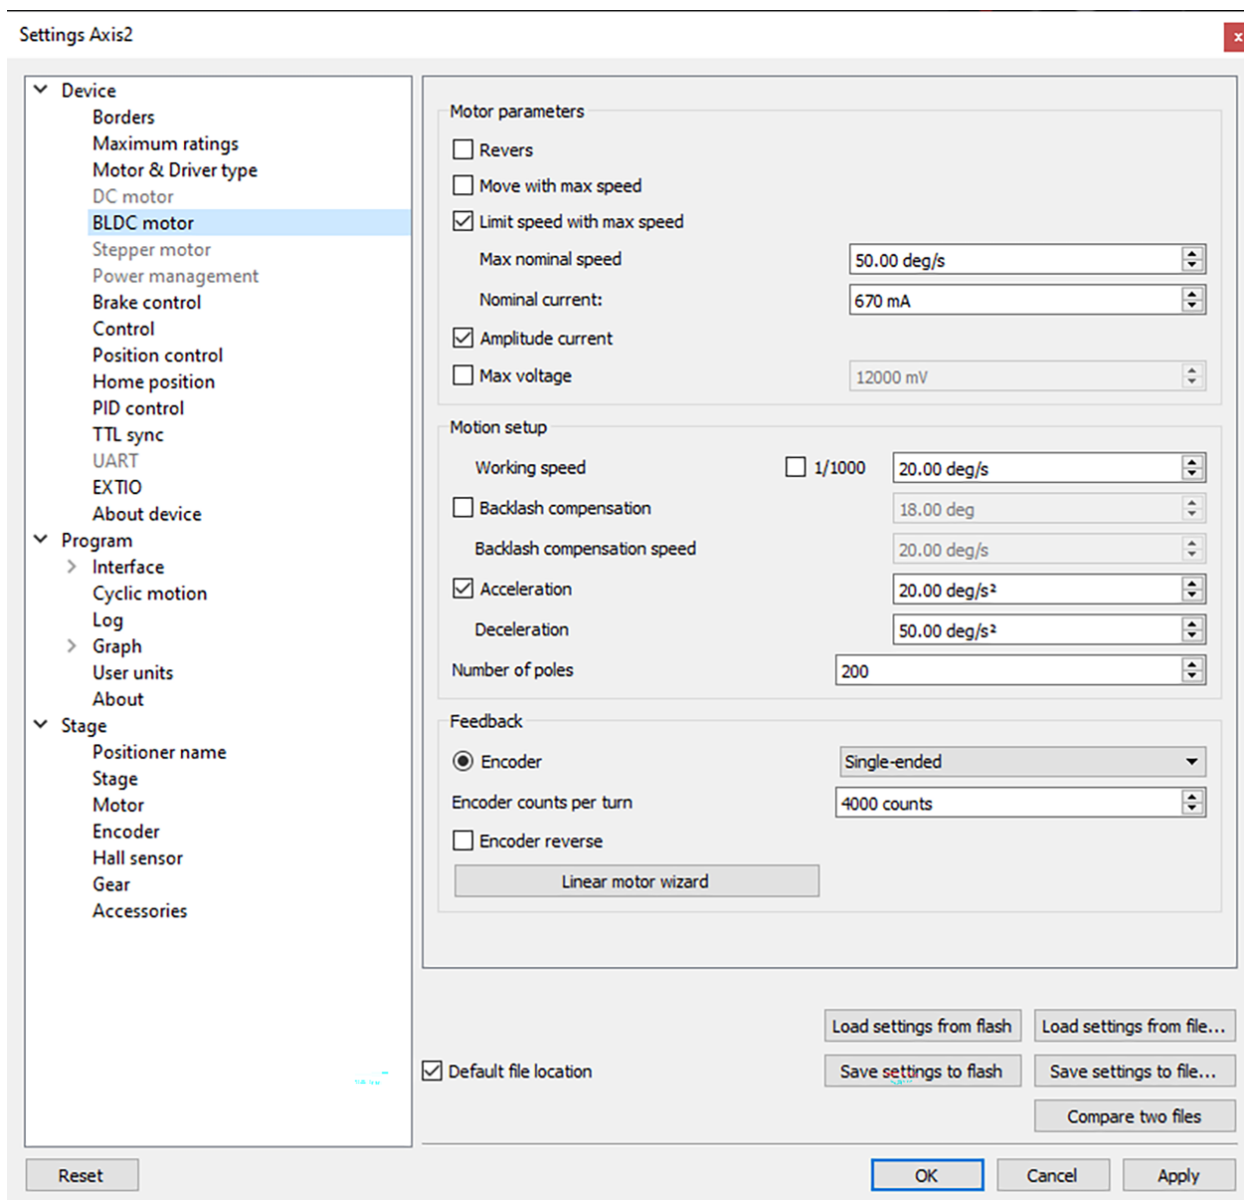 Settings Axis2
x
Device
Borders
Maximum ratings
Motor & Driver type
DC motor
BLDC motor
Stepper motor
Power management
Brake control
Control
Position control
Home position
PID control
TTL sync
UART
EXTIO
About device
Program
Interface
Cyclic motion
Log
Graph
User units
About
Stage
Positioner name
Stage
Motor
Encoder
Hall sensor
Gear
Accessories
Motor parameters
Revers
Move with max speed
Limit speed with max speed
Max nominal speed 50.00 deg/s
Nominal current: 670 mA
Amplitude current
Max voltage 12000 mV
Motion setup
Working speed 1/1000 20.00 deg/s
Backlash compensation 18.00 deg
Backlash compensation speed 20.00 deg/s
Acceleration 20.00 deg/s²
Deceleration 50.00 deg/s²
Number of poles 200
Feedback
Encoder Single-ended
Encoder counts per turn 4000 counts
Encoder reverse
Linear motor wizard
Load settings from flash Load settings from file...
Default file location Save settings to flash Save settings to file...
Compare two files
Reset OK Cancel Apply